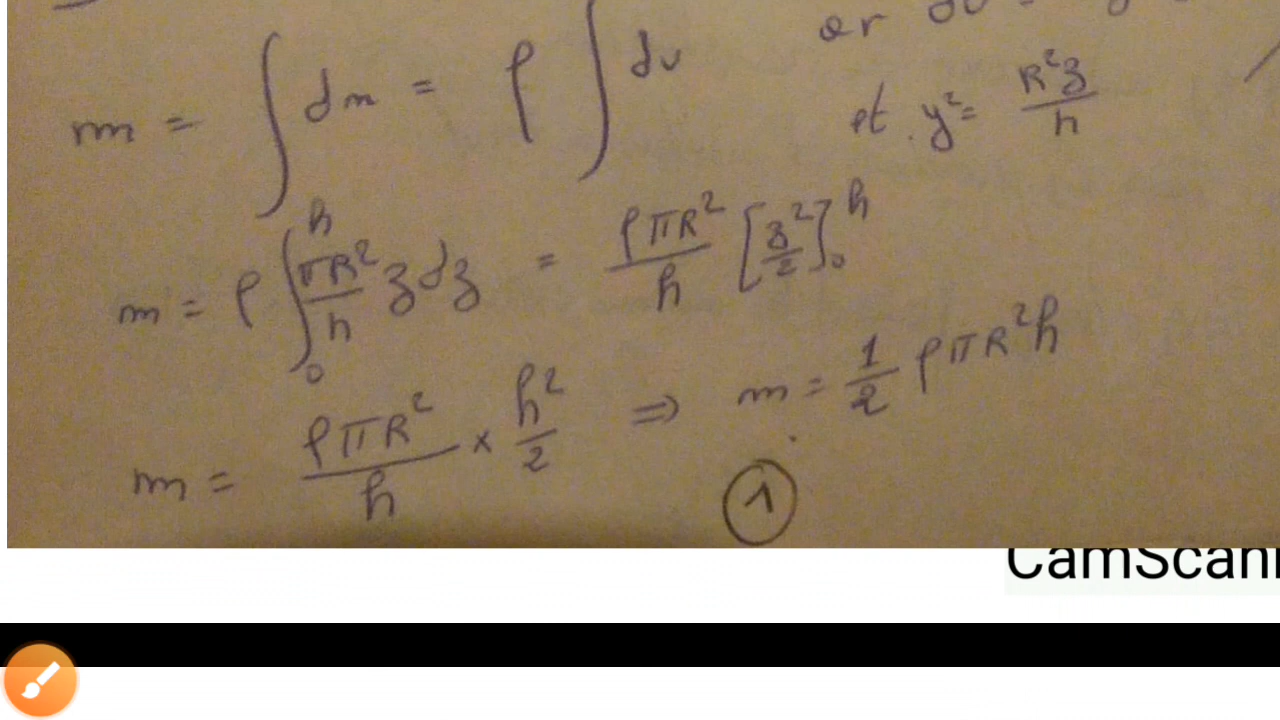 m = ∫ dm = ρ ∫ dv or
et y² = R²z/h
m = ρ ∫₀ʰ πR²/h z dz = ρπR²/h [z²/2]₀ʰ
m = ρπR²/h × h²/2 ⇒ m = 1/2 ρπR²h
1
CamScan